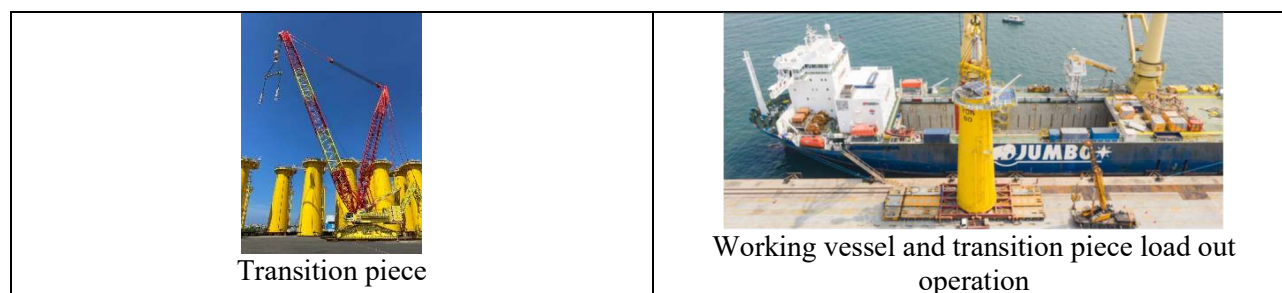 JUMBO
Transition piece
Working vessel and transition piece load out
operation